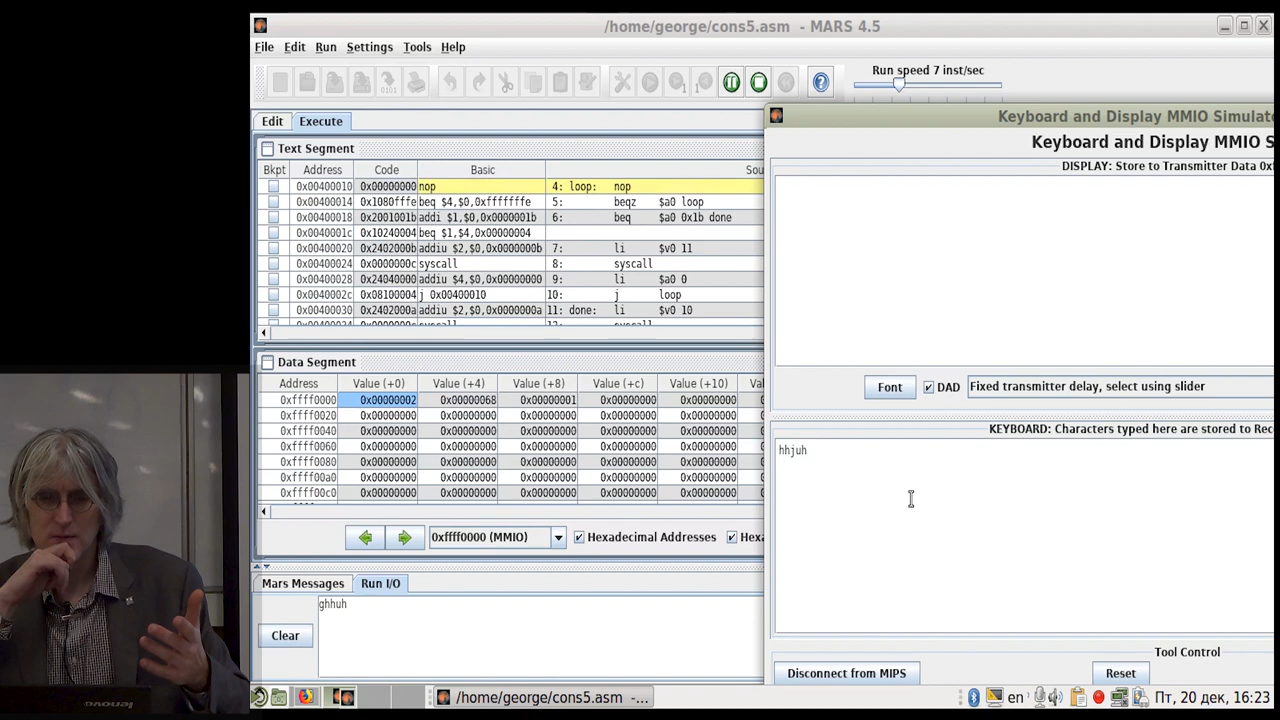 /home/george/cons5.asm - MARS 4.5
File Edit Run Settings Tools Help
Run speed 7 inst/sec
Edit Execute
Keyboard and Display MMIO Simulato
Keyboard and Display MMIO S
Text Segment
DISPLAY: Store to Transmitter Data 0x
Bkpt Address Code Basic Sou
0x00400010 0x00000000 nop 4: loop: nop
0x00400014 0x1080fffe beq $4,$0,0xfffffffe 5: beqz $a0 loop
0x00400018 0x2001001b addi $1,$0,0x0000001b 6: beq $a0 0x1b done
0x0040001c 0x10240004 beq $1,$4,0x00000004
0x00400020 0x2402000b addiu $2,$0,0x0000000b 7: li $v0 11
0x00400024 0x0000000c syscall 8: syscall
0x00400028 0x24040000 addiu $4,$0,0x00000000 9: li $a0 0
0x0040002c 0x08100004 j 0x00400010 10: j loop
0x00400030 0x2402000a addiu $2,$0,0x0000000a 11: done: li $v0 10
Data Segment
Font DAD Fixed transmitter delay, select using slider
Address Value (+0) Value (+4) Value (+8) Value (+c) Value (+10) Va
0xffff0000 0x00000002 0x00000068 0x00000001 0x00000000 0x00000000
0xffff0020 0x00000000 0x00000000 0x00000000 0x00000000 0x00000000
0xffff0040 0x00000000 0x00000000 0x00000000 0x00000000 0x00000000
0xffff0060 0x00000000 0x00000000 0x00000000 0x00000000 0x00000000
0xffff0080 0x00000000 0x00000000 0x00000000 0x00000000 0x00000000
0xffff00a0 0x00000000 0x00000000 0x00000000 0x00000000 0x00000000
0xffff00c0 0x00000000 0x00000000 0x00000000 0x00000000 0x00000000
KEYBOARD: Characters typed here are stored to Rec
hhjuh
0xffff0000 (MMIO) Hexadecimal Addresses Hexa
Mars Messages Run I/O
ghhuh
Clear
Tool Control
Disconnect from MIPS Reset
/home/george/cons5.asm -... en Пт, 20 дек, 16:23
lenovo